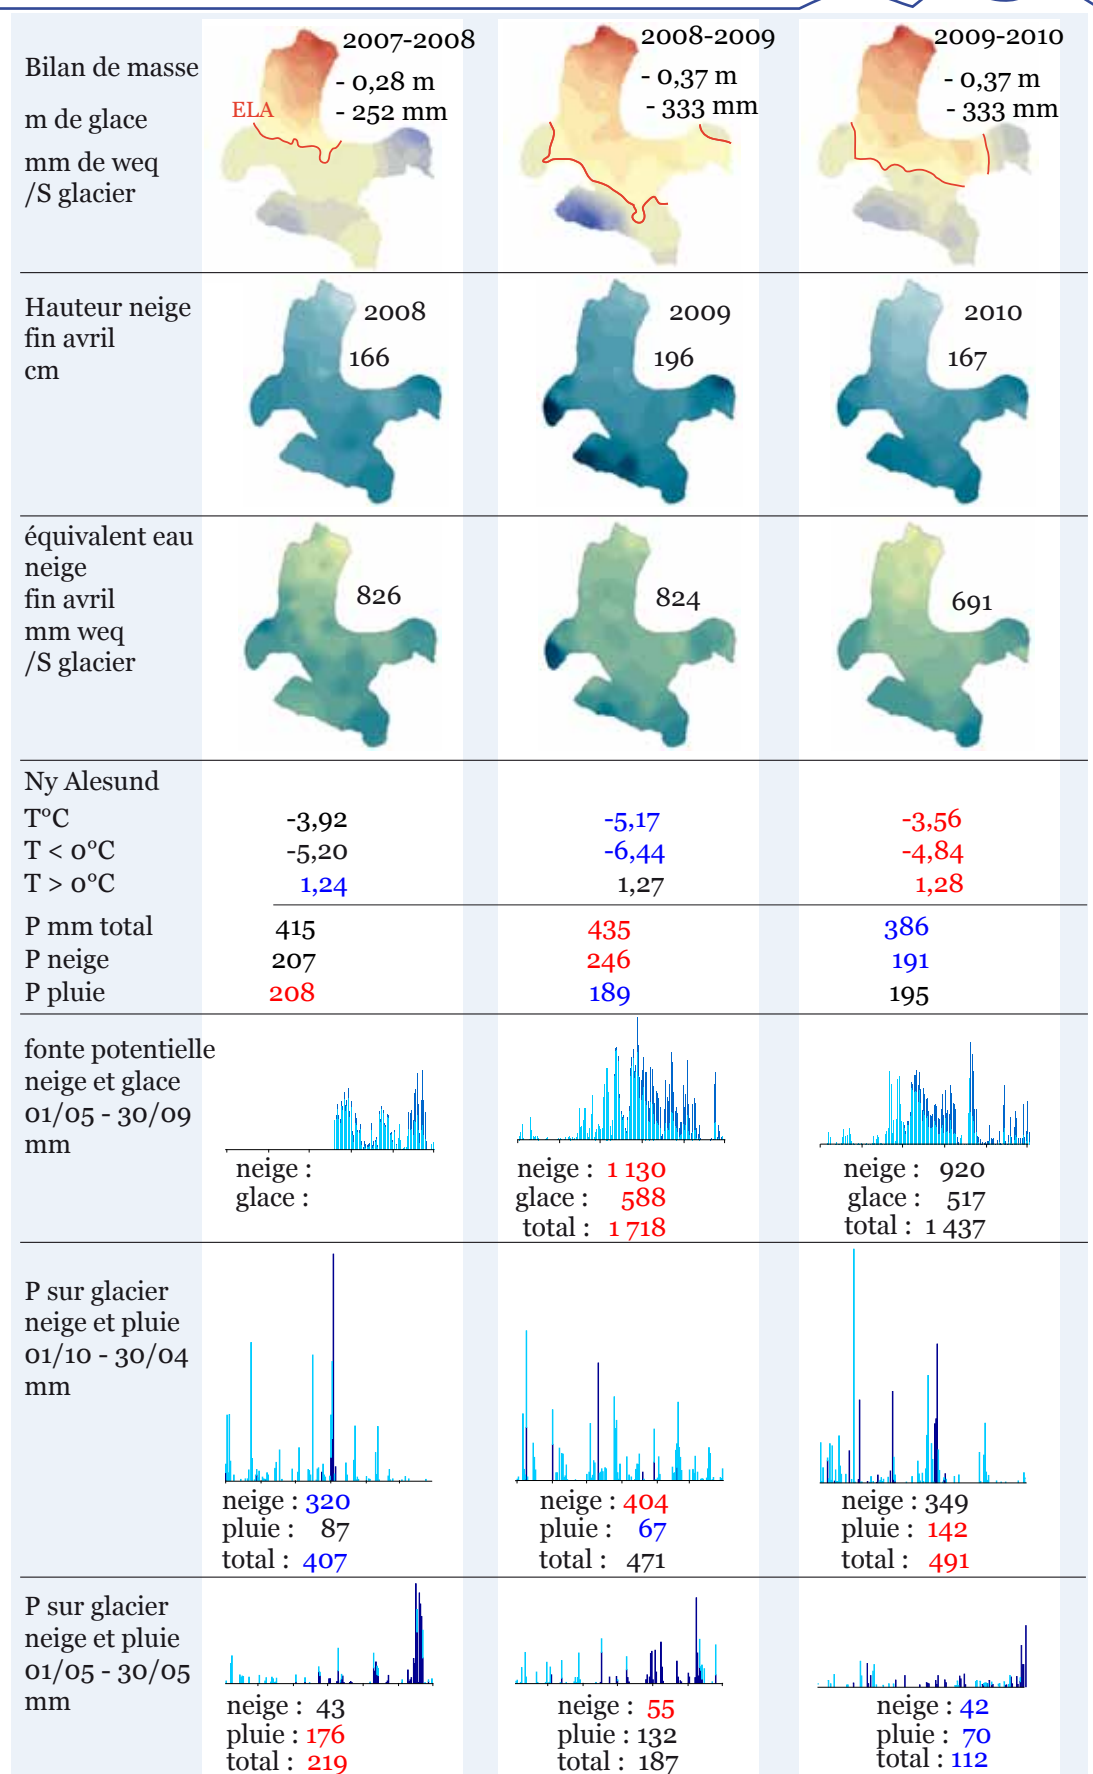 Bilan de masse
m de glace
mm de weq
/S glacier
ELA
2007-2008
- 0,28 m
- 252 mm
2008-2009
- 0,37 m
- 333 mm
2009-2010
- 0,37 m
- 333 mm
Hauteur neige
fin avril
cm
2008
166
2009
196
2010
167
équivalent eau
neige
fin avril
mm weq
/S glacier
826
824
691
Ny Alesund
T°C -3,92 -5,17 -3,56
T < 0°C -5,20 -6,44 -4,84
T > 0°C 1,24 1,27 1,28
P mm total 415 435 386
P neige 207 246 191
P pluie 208 189 195
fonte potentielle
neige et glace
01/05 - 30/09
mm
neige :
glace :
neige : 1 130
glace : 588
total : 1 718
neige : 920
glace : 517
total : 1 437
P sur glacier
neige et pluie
01/10 - 30/04
mm
neige : 320
pluie : 87
total : 407
neige : 404
pluie : 67
total : 471
neige : 349
pluie : 142
total : 491
P sur glacier
neige et pluie
01/05 - 30/05
mm
neige : 43
pluie : 176
total : 219
neige : 55
pluie : 132
total : 187
neige : 42
pluie : 70
total : 112